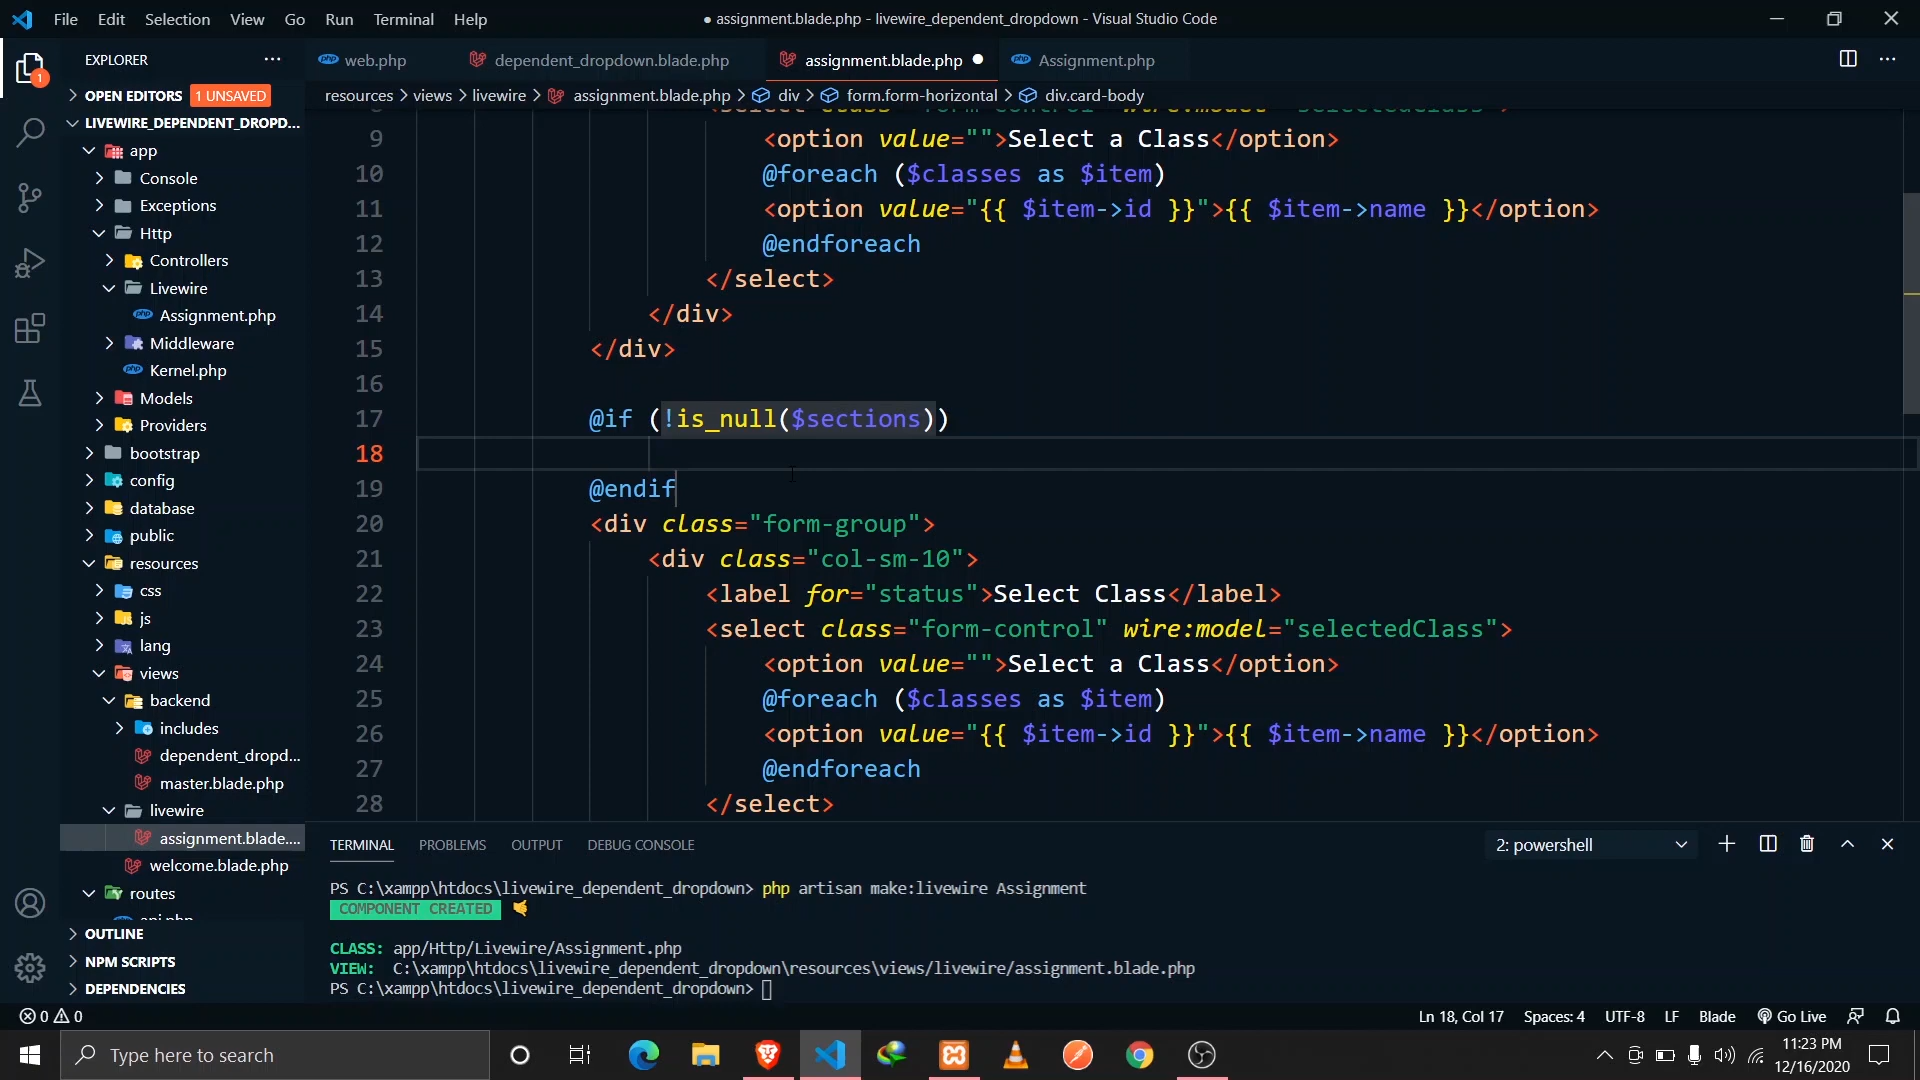 File Edit Selection View Go Run Terminal Help
● assignment.blade.php - livewire_dependent_dropdown - Visual Studio Code
EXPLORER
web.php
dependent_dropdown.blade.php
assignment.blade.php
Assignment.php
OPEN EDITORS 1 UNSAVED
resources > views > livewire > assignment.blade.php > div > form.form-horizontal > div.card-body
LIVEWIRE_DEPENDENT_DROPD...
app
Console
Exceptions
Http
Controllers
Livewire
Assignment.php
Middleware
Kernel.php
Models
Providers
bootstrap
config
database
public
resources
css
js
lang
views
backend
includes
dependent_dropd...
master.blade.php
livewire
assignment.blade....
welcome.blade.php
routes
api.php
OUTLINE
NPM SCRIPTS
DEPENDENCIES
<select class="form-control" wire:model="selectedClass">
9 <option value="">Select a Class</option>
10 @foreach ($classes as $item)
11 <option value="{{ $item->id }}">{{ $item->name }}</option>
12 @endforeach
13 </select>
14 </div>
15 </div>
16
17 @if (!is_null($sections))
18
19 @endif
20 <div class="form-group">
21 <div class="col-sm-10">
22 <label for="status">Select Class</label>
23 <select class="form-control" wire:model="selectedClass">
24 <option value="">Select a Class</option>
25 @foreach ($classes as $item)
26 <option value="{{ $item->id }}">{{ $item->name }}</option>
27 @endforeach
28 </select>
TERMINAL PROBLEMS OUTPUT DEBUG CONSOLE
2: powershell
PS C:\xampp\htdocs\livewire_dependent_dropdown> php artisan make:livewire Assignment
COMPONENT CREATED
CLASS: app/Http/Livewire/Assignment.php
VIEW: C:\xampp\htdocs\livewire_dependent_dropdown\resources\views/livewire/assignment.blade.php
PS C:\xampp\htdocs\livewire_dependent_dropdown>
0 0
Ln 18, Col 17 Spaces: 4 UTF-8 LF Blade Go Live
Type here to search
11:23 PM
12/16/2020